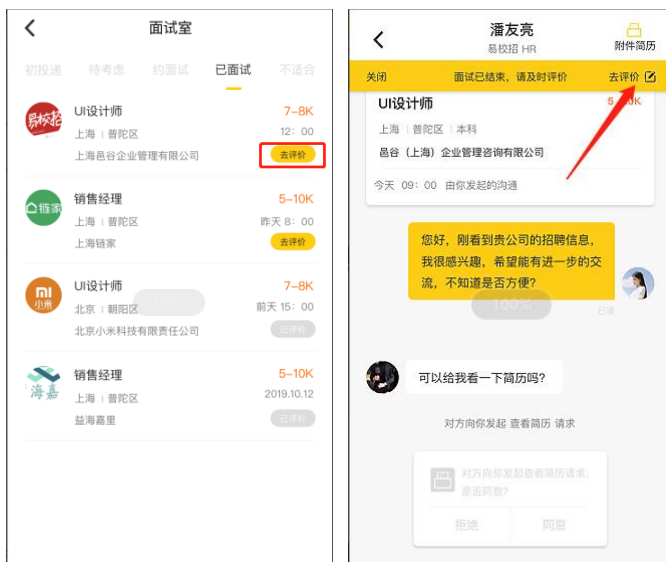 面试室
初投递 待考虑 约面试 已面试 不适合
易校招
UI设计师 7-8K
上海 | 普陀区 12：00
上海邑谷企业管理有限公司 去评价
链家
销售经理 5-10K
上海 | 普陀区 昨天 8：00
上海链家 去评价
小米
UI设计师 7-8K
北京 | 朝阳区 前天 15：00
北京小米科技有限责任公司 已评价
海嘉
销售经理 5-10K
上海 | 普陀区 2019.10.12
益海嘉里 已评价
100%
潘友亮
易校招 HR
附件简历
关闭 面试已结束，请及时评价 去评价
UI设计师
上海 | 普陀区 | 本科
邑谷（上海）企业管理咨询有限公司
今天 09：00 由你发起的沟通
您好，刚看到贵公司的招聘信息，
我很感兴趣，希望能有进一步的交
流，不知道是否方便？
100%
已读
可以给我看一下简历吗？
对方向你发起 查看简历 请求
对方向你发起查看简历请求，
是否同意？
拒绝 同意